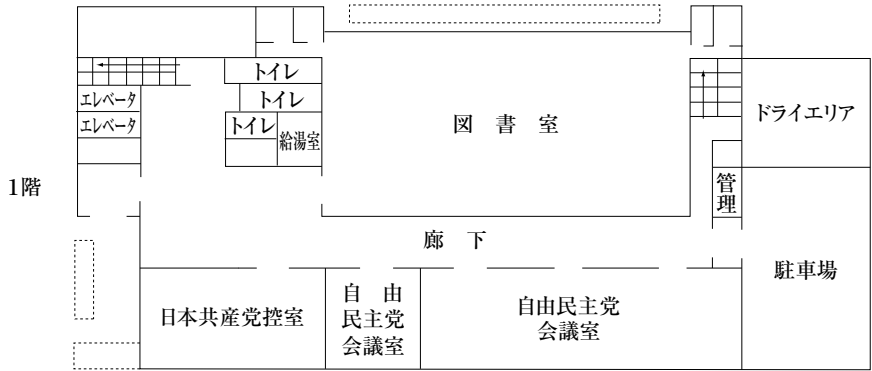 トイレ
エレベータ
トイレ
エレベータ
トイレ
給湯室
図書室
ドライエリア
1階
管理
廊下
駐車場
日本共産党控室
自由
民主党
会議室
自由民主党
会議室